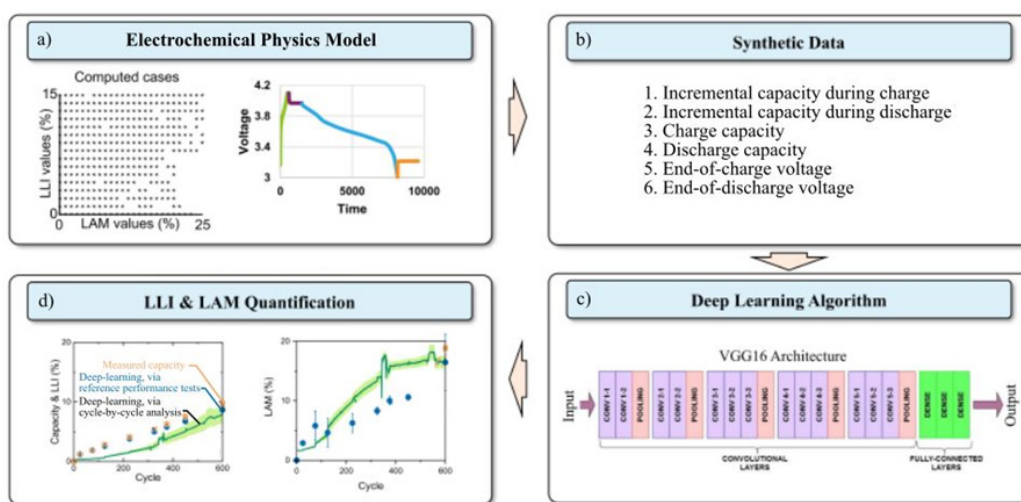 a)
Electrochemical Physics Model
Computed cases
15
LLI values (%)
0
0
LAM values (%)
25
4.2
3.8
3.4
3
Voltage
0
5000
10000
Time
b)
Synthetic Data
1. Incremental capacity during charge
2. Incremental capacity during discharge
3. Charge capacity
4. Discharge capacity
5. End-of-charge voltage
6. End-of-discharge voltage
c)
Deep Learning Algorithm
VGG16 Architecture
Input
CONV 1-1
CONV 1-2
POOLING
CONV 2-1
CONV 2-2
POOLING
CONV 3-1
CONV 3-2
CONV 3-3
POOLING
CONV 4-1
CONV 4-2
CONV 4-3
POOLING
CONV 5-1
CONV 5-2
CONV 5-3
POOLING
DENSE
DENSE
DENSE
Output
CONVOLUTIONAL
LAYERS
FULLY-CONNECTED
LAYERS
d)
LLI & LAM Quantification
20
10
0
Capacity & LLI (%)
Measured capacity
Deep-learning, via
reference performance tests
Deep-learning, via
cycle-by-cycle analysis
0
200
400
600
Cycle
20
10
0
LAM (%)
0
200
400
600
Cycle